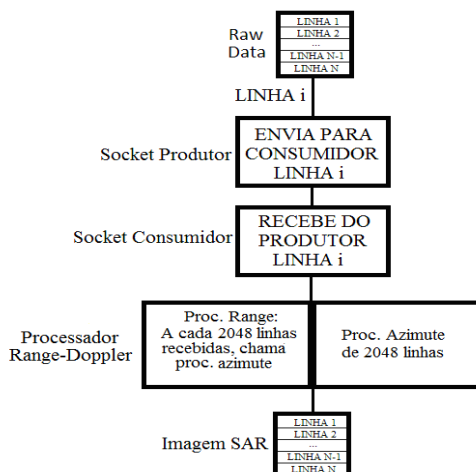 Raw
Data
LINHA 1
LINHA 2
...
LINHA N-1
LINHA N
LINHA i
Socket Produtor
ENVIA PARA
CONSUMIDOR
LINHA i
Socket Consumidor
RECEBE DO
PRODUTOR
LINHA i
Processador
Range-Doppler
Proc. Range:
A cada 2048 linhas
recebidas, chama
proc. azimute
Proc. Azimute
de 2048 linhas
Imagem SAR
LINHA 1
LINHA 2
...
LINHA N-1
LINHA N